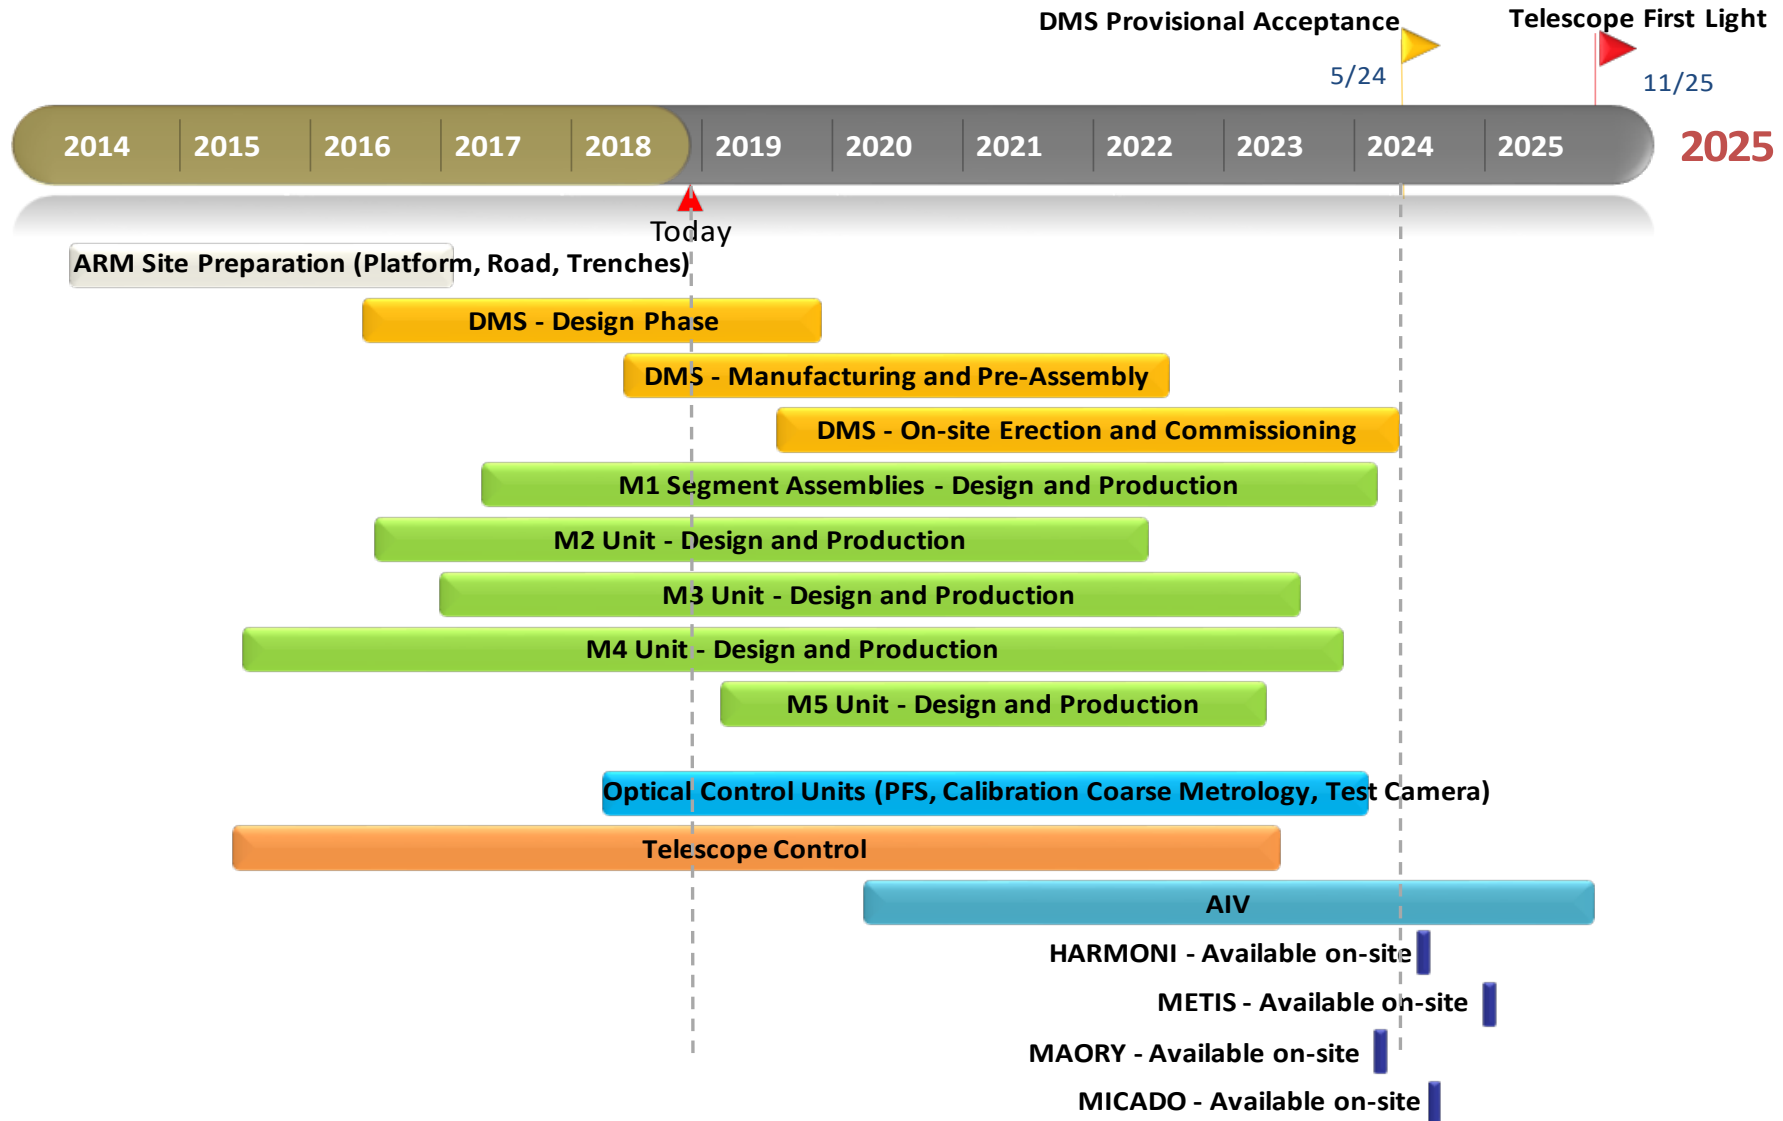 DMS Provisional Acceptance
Telescope First Light
5/24
11/25
2014 2015 2016 2017 2018 2019 2020 2021 2022 2023 2024 2025 2025
Today
ARM Site Preparation (Platform, Road, Trenches)
DMS - Design Phase
DMS - Manufacturing and Pre-Assembly
DMS - On-site Erection and Commissioning
M1 Segment Assemblies - Design and Production
M2 Unit - Design and Production
M3 Unit - Design and Production
M4 Unit - Design and Production
M5 Unit - Design and Production
Optical Control Units (PFS, Calibration Coarse Metrology, Test Camera)
Telescope Control
AIV
HARMONI - Available on-site
METIS - Available on-site
MAORY - Available on-site
MICADO - Available on-site